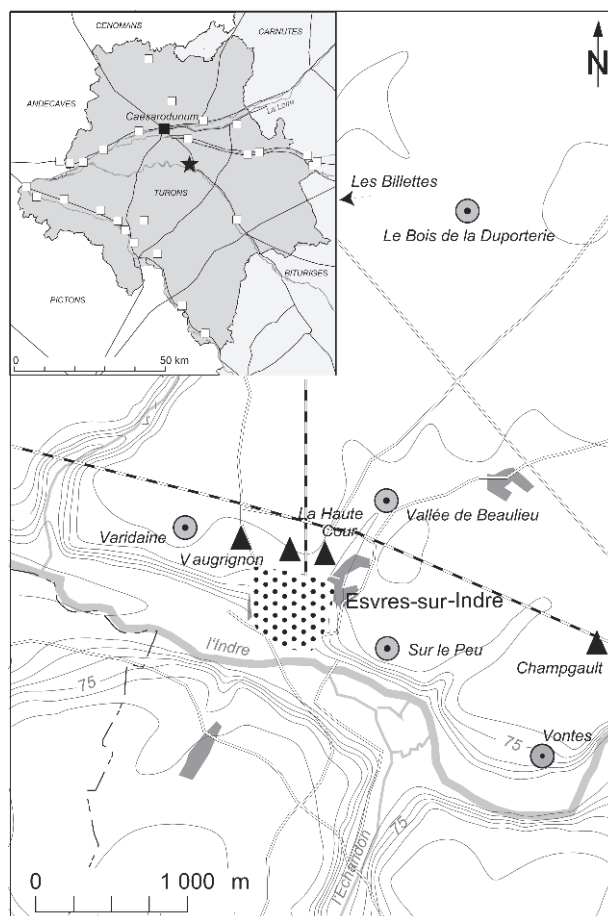 CENOMANS
CARNUTES
ANDECAVES
Caesarodunum
La Loire
TURONS
BITURIGES
PICTONS
0 50 km
N
Les Billettes
Le Bois de la Duporterie
La Haute
Cour
Vallée de Beaulieu
Varidaine
Vaugrignon
Esvres-sur-Indre
l'Indre
Sur le Peu
Champgault
75
75
Vontes
75
l'Echandon
0 1 000 m